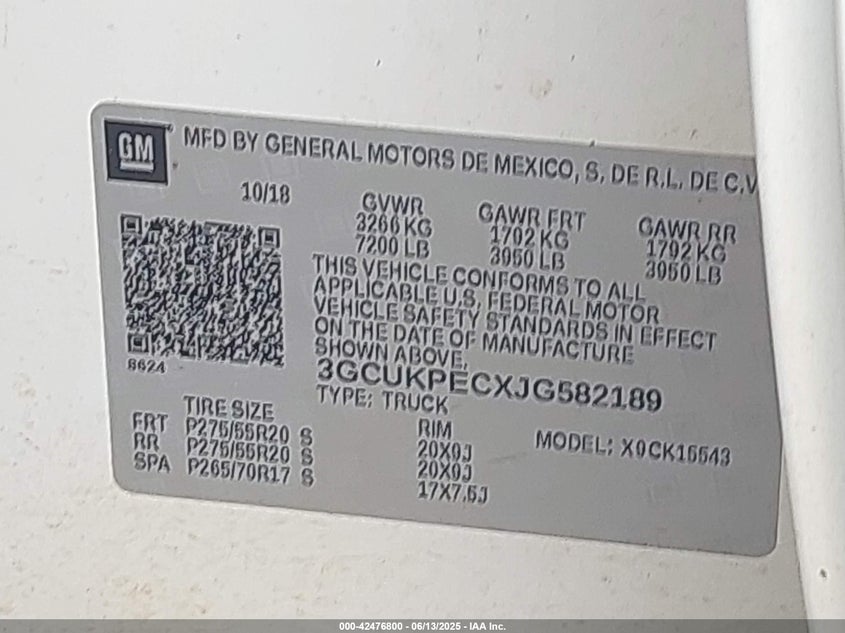 GM MFD BY GENERAL MOTORS DE MEXICO, S. DE R.L. DE C.V
10/18
GVWR GAWR FRT GAWR RR
3266 KG 1792 KG 1792 KG
7200 LB 3950 LB 3950 LB
THIS VEHICLE CONFORMS TO ALL
APPLICABLE U.S. FEDERAL MOTOR
VEHICLE SAFETY STANDARDS IN EFFECT
ON THE DATE OF MANUFACTURE
SHOWN ABOVE.
8624
3GCUKPECXJG582189
TYPE: TRUCK
TIRE SIZE RIM MODEL: X9CK15543
FRT P275/55R20 S 20X9J
RR P275/55R20 S 20X9J
SPA P265/70R17 S 17X7.5J
000-42476800 - 06/13/2025 - IAA Inc.